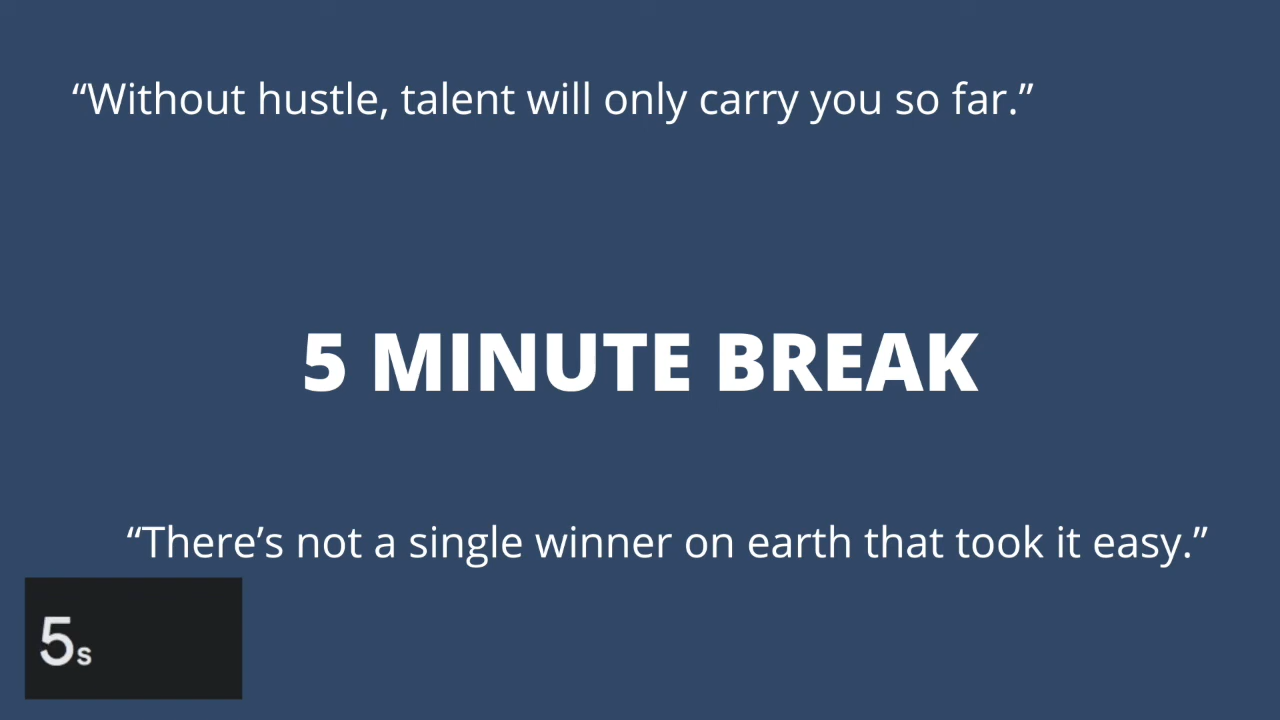 “Without hustle, talent will only carry you so far.”
5 MINUTE BREAK
“There’s not a single winner on earth that took it easy.”
5s